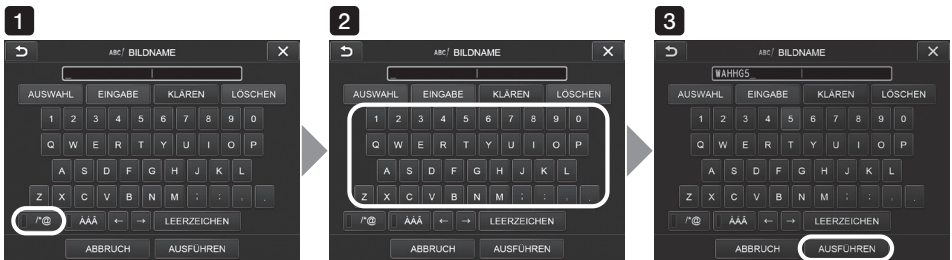 1
ABC/ BILDNAME
_
AUSWAHL EINGABE KLÄREN LÖSCHEN
1 2 3 4 5 6 7 8 9 0
Q W E R T Y U I O P
A S D F G H J K L
Z X C V B N M ; : , .
/*@ ÀÁÂ ← → LEERZEICHEN
ABBRUCH AUSFÜHREN
2
ABC/ BILDNAME
_
AUSWAHL EINGABE KLÄREN LÖSCHEN
1 2 3 4 5 6 7 8 9 0
Q W E R T Y U I O P
A S D F G H J K L
Z X C V B N M ; : , .
/*@ ÀÁÂ ← → LEERZEICHEN
ABBRUCH AUSFÜHREN
3
ABC/ BILDNAME
WAHHG5_
AUSWAHL EINGABE KLÄREN LÖSCHEN
1 2 3 4 5 6 7 8 9 0
Q W E R T Y U I O P
A S D F G H J K L
Z X C V B N M ; : , .
/*@ ÀÁÂ ← → LEERZEICHEN
ABBRUCH AUSFÜHREN